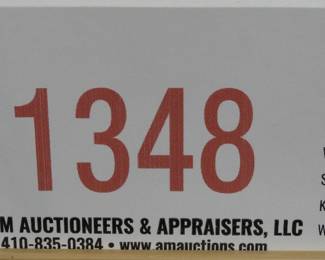 1348
M AUCTIONEERS & APPRAISERS, LLC
410-835-0384 • www.amauctions.com